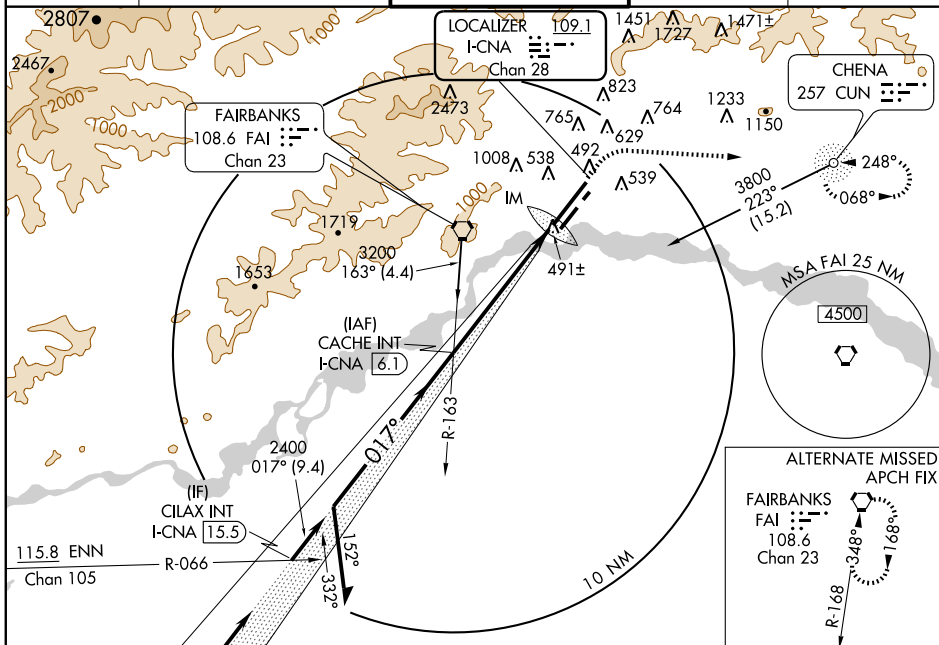 2807
2467
2000
1000
1000
LOCALIZER 109.1
I-CNA
Chan 28
2473
1451
1727
1471±
823
765
764
629
1233
1150
492
1008
538
539
CHENA
257 CUN
248°
068°
3800
223°
(15.2)
FAIRBANKS
108.6 FAI
Chan 23
1000
IM
491±
1719
1653
3200
163° (4.4)
MSA FAI 25 NM
4500
(IAF)
CACHE INT
I-CNA 6.1
R-163
017°
2400
017° (9.4)
(IF)
CILAX INT
I-CNA 15.5
115.8 ENN
Chan 105
R-066
152°
332°
10 NM
ALTERNATE MISSED
APCH FIX
FAIRBANKS
FAI
108.6
Chan 23
348°
168°
R-168